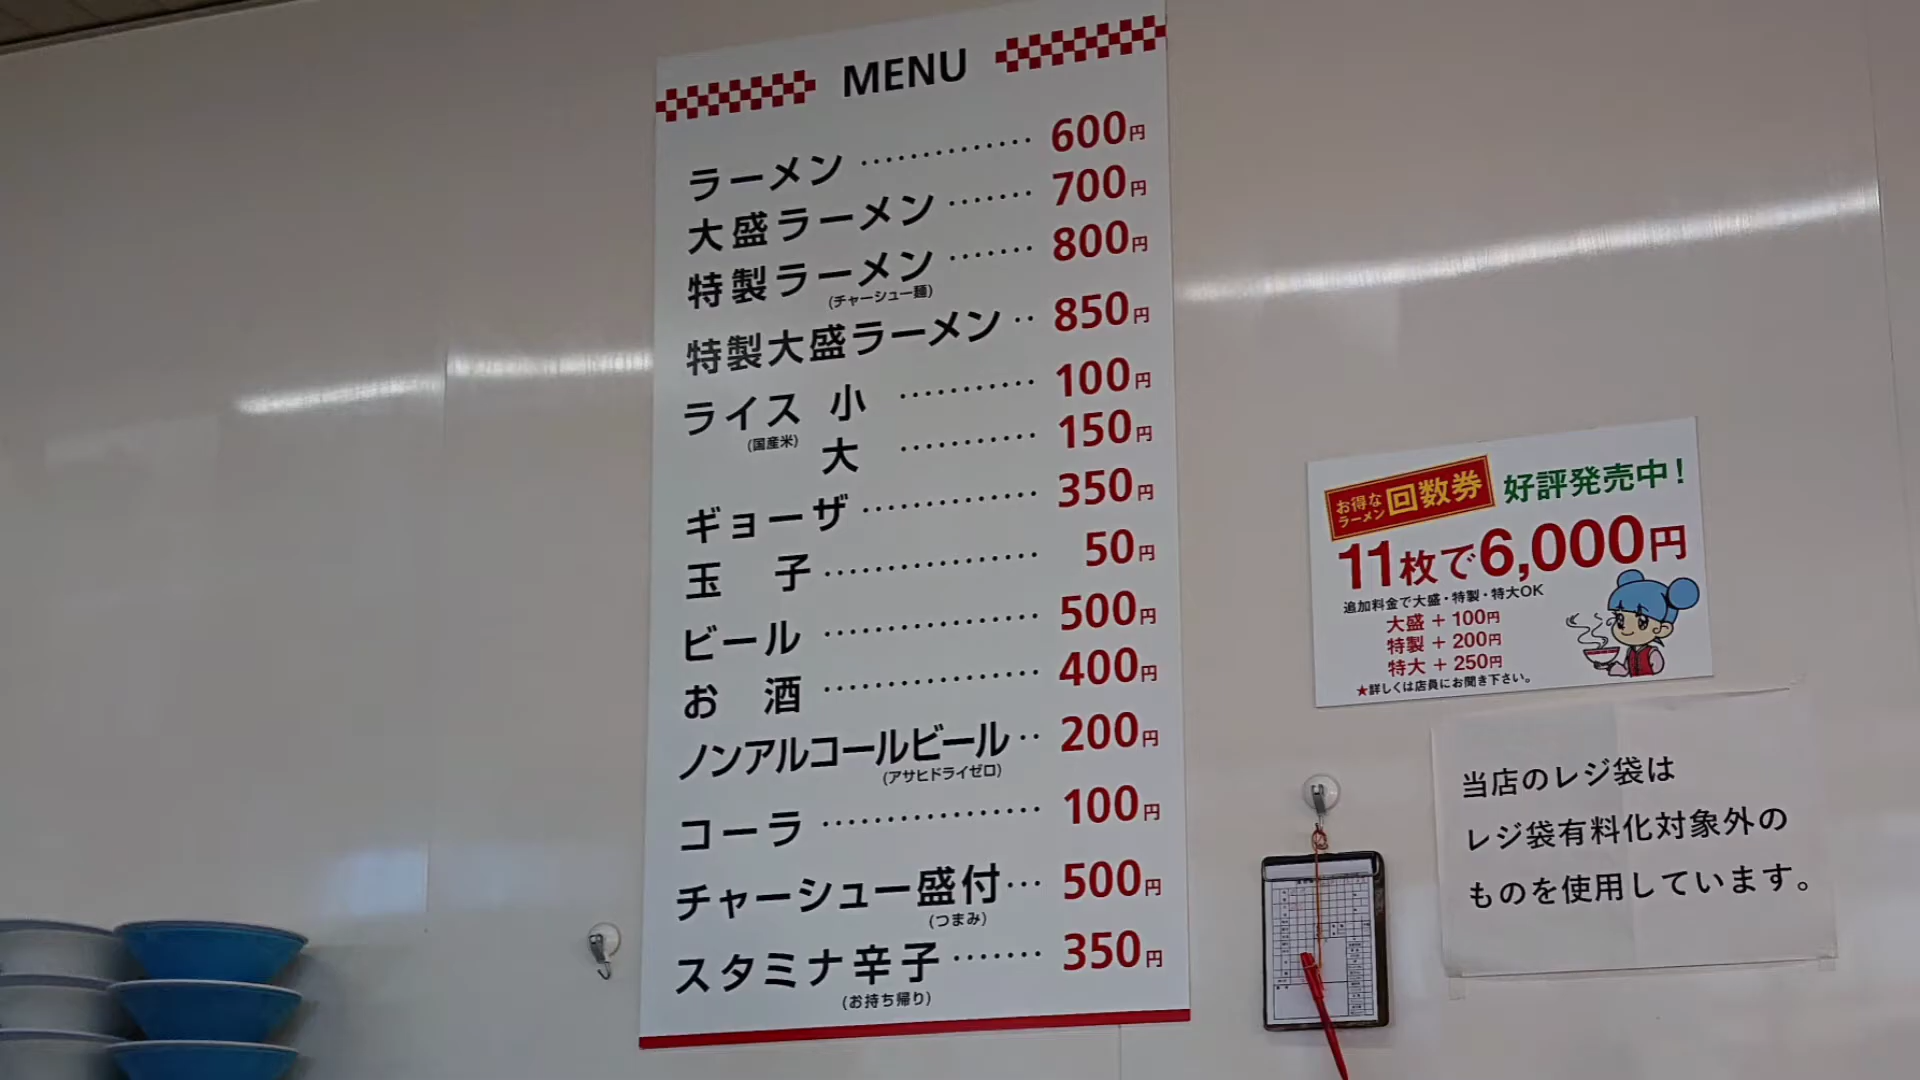 MENU
ラーメン ・・・・・・・・・・・・・・ 600円
大盛ラーメン ・・・・・・・ 700円
特製ラーメン ・・・・・・・ 800円
(チャーシュー麺)
特製大盛ラーメン ・・ 850円
ライス 小 ・・・・・・・・・・・ 100円
(国産米)
大 ・・・・・・・・・・・ 150円
ギョーザ ・・・・・・・・・・・・・・ 350円
玉 子 ・・・・・・・・・・・・・・・・・ 50円
ビール ・・・・・・・・・・・・・・・・・ 500円
お 酒 ・・・・・・・・・・・・・・・・・ 400円
ノンアルコールビール ・・ 200円
(アサヒドライゼロ)
コーラ ・・・・・・・・・・・・・・・・・ 100円
チャーシュー盛付 ・・・ 500円
(つまみ)
スタミナ辛子 ・・・・・・・ 350円
(お持ち帰り)
お得な
ラーメン
回数券 好評発売中!
11枚で6,000円
追加料金で大盛・特製・特大OK
大盛 + 100円
特製 + 200円
特大 + 250円
★詳しくは店員にお聞き下さい。
当店のレジ袋は
レジ袋有料化対象外の
ものを使用しています。